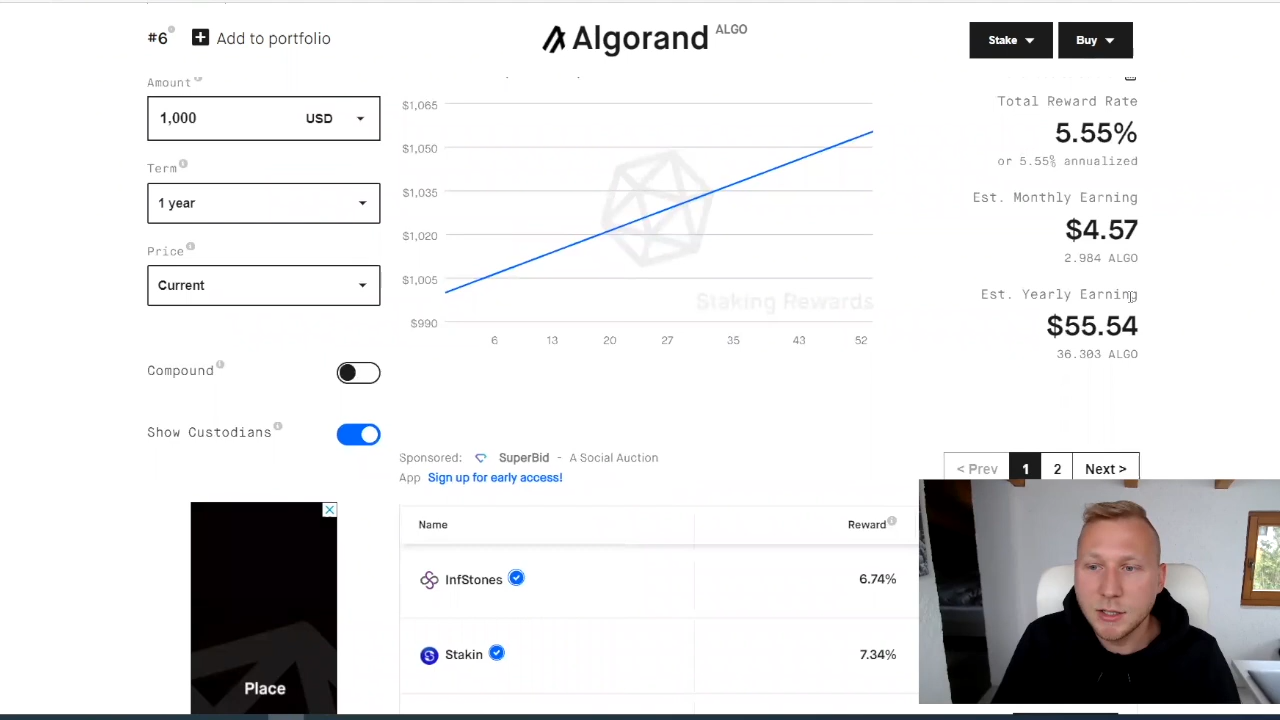 #6
Add to portfolio
Algorand ALGO
Stake
Buy
Amount
1,000 USD
Term
1 year
Price
Current
Compound
Show Custodians
$1,065
$1,050
$1,035
$1,020
$1,005
$990
6 13 20 27 35 43 52
Staking Rewards
Total Reward Rate
5.55%
or 5.55% annualized
Est. Monthly Earning
$4.57
2.984 ALGO
Est. Yearly Earning
$55.54
36.303 ALGO
Sponsored: SuperBid - A Social Auction
App Sign up for early access!
< Prev 1 2 Next >
Name Reward
InfStones 6.74%
Stakin 7.34%
Place